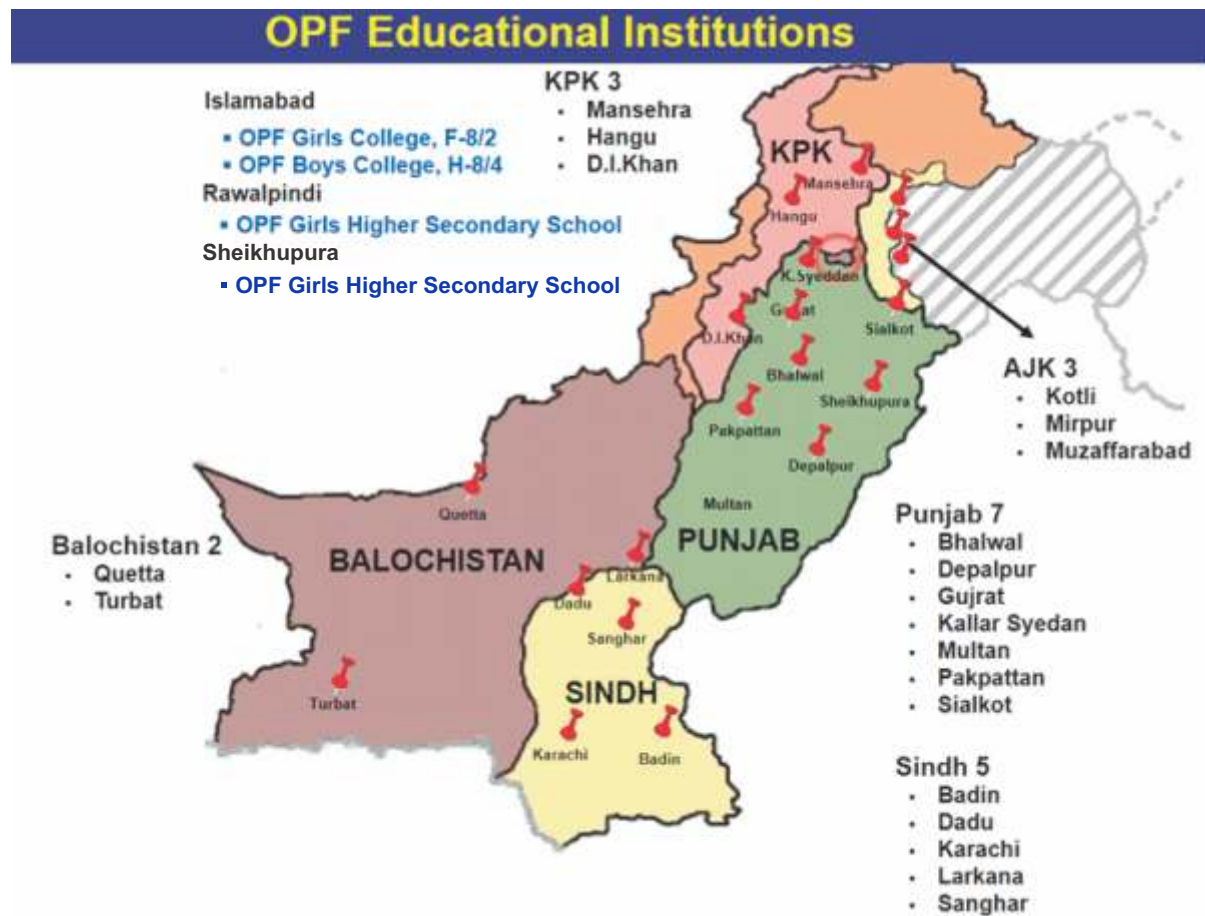 OPF Educational Institutions
Islamabad
▪ OPF Girls College, F-8/2
▪ OPF Boys College, H-8/4
Rawalpindi
▪ OPF Girls Higher Secondary School
Sheikhupura
▪ OPF Girls Higher Secondary School
KPK 3
• Mansehra
• Hangu
• D.I.Khan
KPK
Mansehra
Hangu
K.Syeddan
Gujrat
D.I.Khan
Sialkot
Bhalwal
Sheikhupura
Pakpattan
Depalpur
Multan
PUNJAB
Quetta
BALOCHISTAN
Larkana
Dadu
Sanghar
Turbat
SINDH
Karachi
Badin
AJK 3
• Kotli
• Mirpur
• Muzaffarabad
Balochistan 2
• Quetta
• Turbat
Punjab 7
• Bhalwal
• Depalpur
• Gujrat
• Kallar Syedan
• Multan
• Pakpattan
• Sialkot
Sindh 5
• Badin
• Dadu
• Karachi
• Larkana
• Sanghar